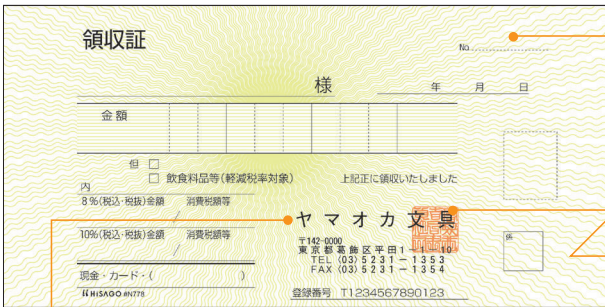 領収証
No.
様
年 月 日
金額
但 □
□ 飲食料品等(軽減税率対象)
上記正に領収いたしました
内
8%(税込・税抜)金額 消費税額等
/
10%(税込・税抜)金額 消費税額等
/
ヤマオカ文具
〒142-0000
東京都葛飾区平田1-1-10
TEL (03) 5231-1353
FAX (03) 5231-1354
係
現金・カード・(
)
HISAGO #N778
登録番号 T1234567890123